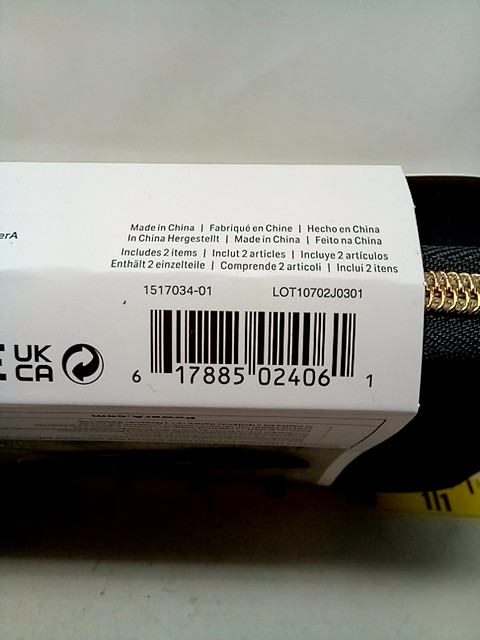 Made in China | Fabriqué en Chine | Hecho en China
In China Hergestellt | Made in China | Feito na China
Includes 2 items | Inclut 2 articles | Incluye 2 artículos
Enthält 2 einzelteile | Comprende 2 articoli | Inclui 2 itens
1517034-01 LOT10702J0301
UK
CA
6 17885 02406 1
PowerA.com